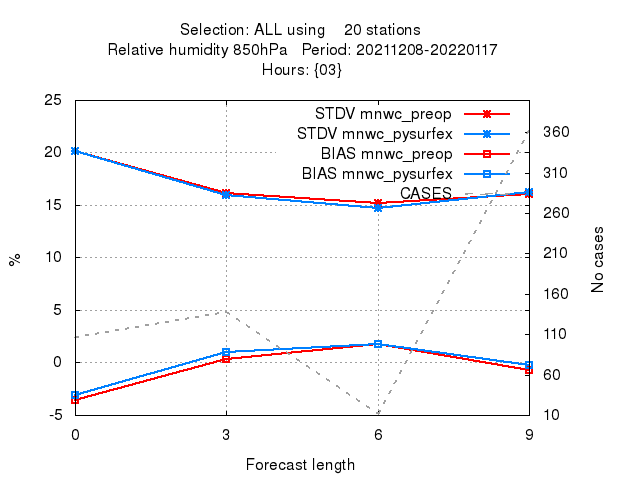 Selection: ALL using    20 stations
Relative humidity 850hPa   Period: 20211208-20220117
Hours: {03}
STDV mnwc_preop
STDV mnwc_pysurfex
BIAS mnwc_preop
BIAS mnwc_pysurfex
CASES
25
20
15
10
5
0
-5
%
360
310
260
210
160
110
60
10
No cases
0 3 6 9
Forecast length